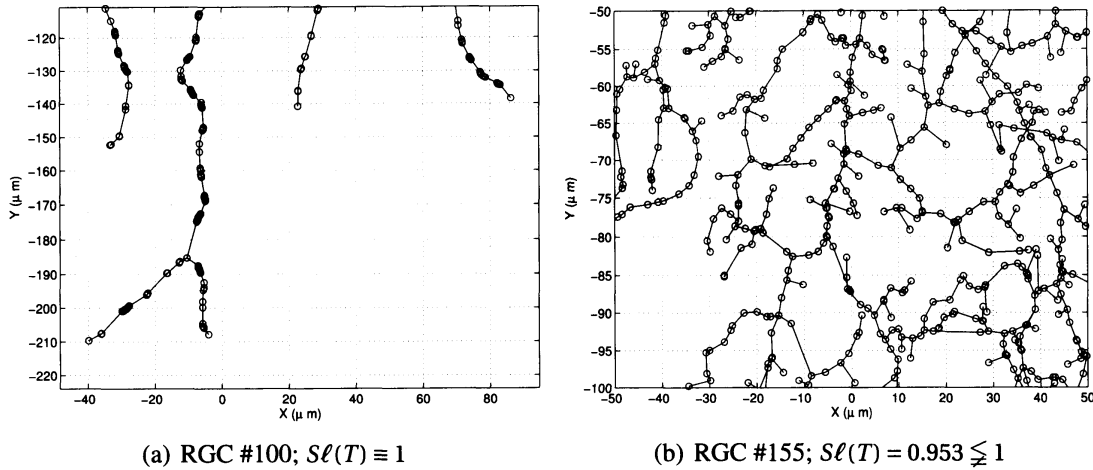 -120
-130
-140
-150
-160
-170
-180
-190
-200
-210
-220
Y (μ m)
-40 -20 0 20 40 60 80
X (μ m)
(a) RGC #100; Sℓ(T) ≡ 1
-50
-55
-60
-65
-70
-75
-80
-85
-90
-95
-100
Y (μ m)
-50 -40 -30 -20 -10 0 10 20 30 40 50
X (μ m)
(b) RGC #155; Sℓ(T) = 0.953 ≨ 1